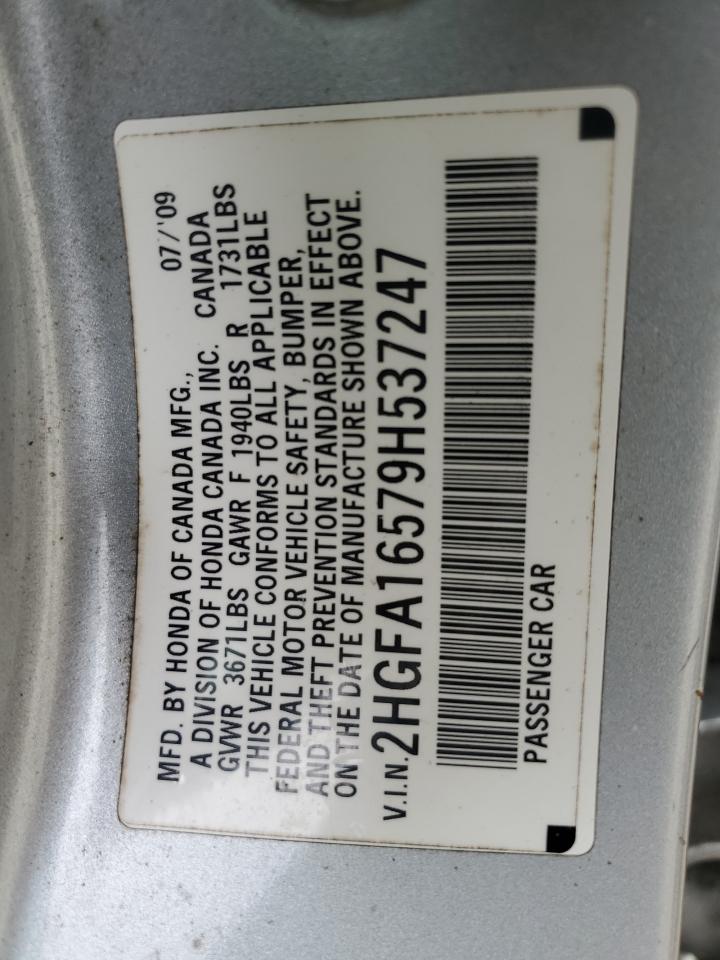 MFD. BY HONDA OF CANADA MFG., 07/'09
A DIVISION OF HONDA CANADA INC. CANADA
GVWR 3671LBS GAWR F 1940LBS R 1731LBS
THIS VEHICLE CONFORMS TO ALL APPLICABLE
FEDERAL MOTOR VEHICLE SAFETY, BUMPER,
AND THEFT PREVENTION STANDARDS IN EFFECT
ON THE DATE OF MANUFACTURE SHOWN ABOVE.
V.I.N. 2HGFA16579H537247
PASSENGER CAR